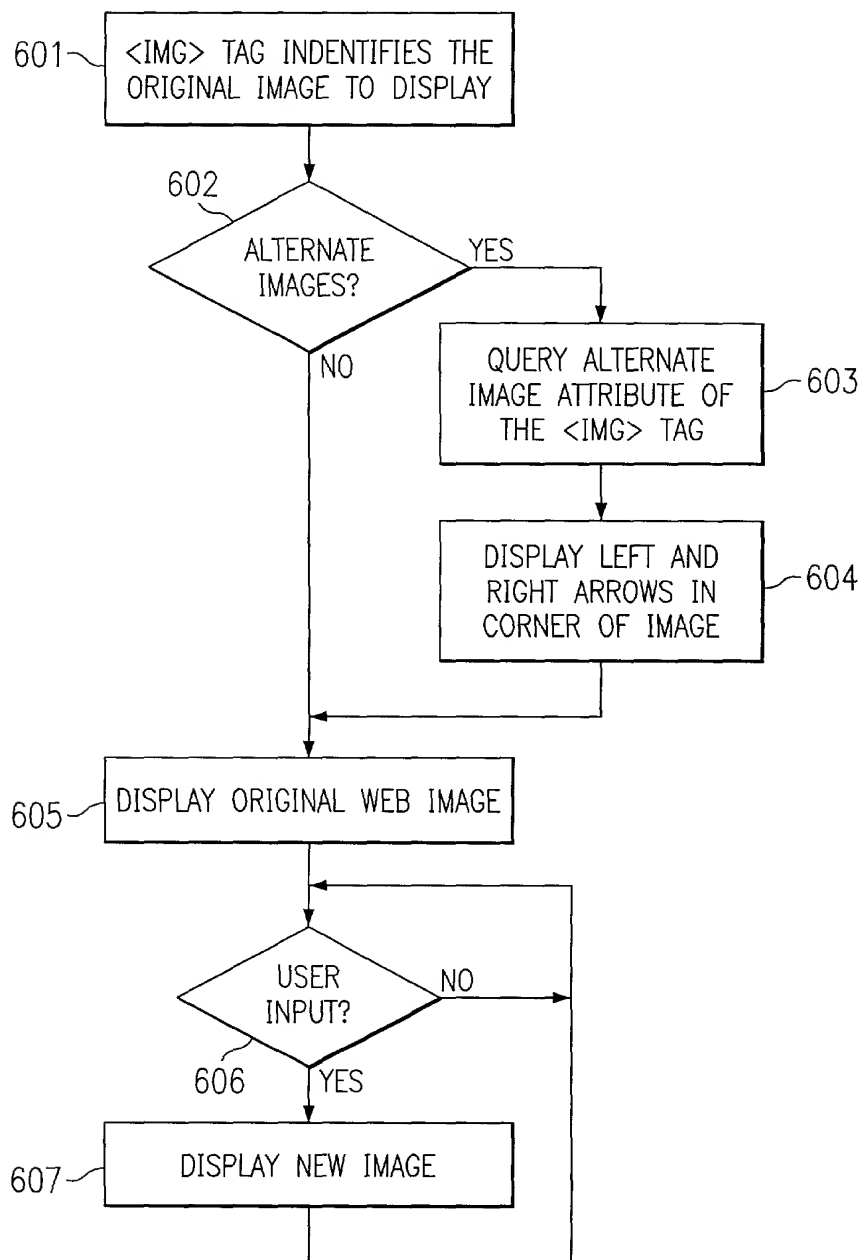 601
<IMG> TAG INDENTIFIES THE
ORIGINAL IMAGE TO DISPLAY
602
ALTERNATE
IMAGES?
YES
NO
QUERY ALTERNATE
IMAGE ATTRIBUTE OF
THE <IMG> TAG
603
DISPLAY LEFT AND
RIGHT ARROWS IN
CORNER OF IMAGE
604
605
DISPLAY ORIGINAL WEB IMAGE
USER
INPUT?
NO
606
YES
607
DISPLAY NEW IMAGE